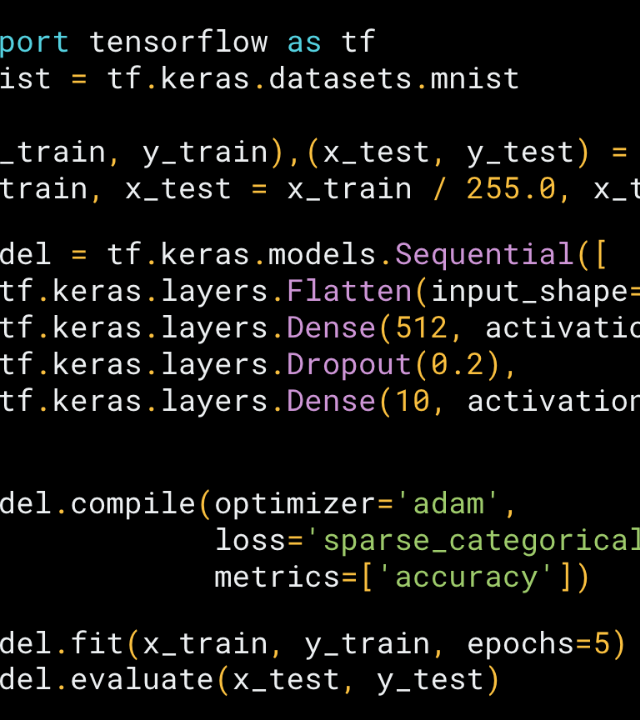 port tensorflow as tf
ist = tf.keras.datasets.mnist
_train, y_train),(x_test, y_test) =
train, x_test = x_train / 255.0, x_t
del = tf.keras.models.Sequential([
tf.keras.layers.Flatten(input_shape=
tf.keras.layers.Dense(512, activatio
tf.keras.layers.Dropout(0.2),
tf.keras.layers.Dense(10, activation
del.compile(optimizer='adam',
loss='sparse_categorical
metrics=['accuracy'])
del.fit(x_train, y_train, epochs=5)
del.evaluate(x_test, y_test)